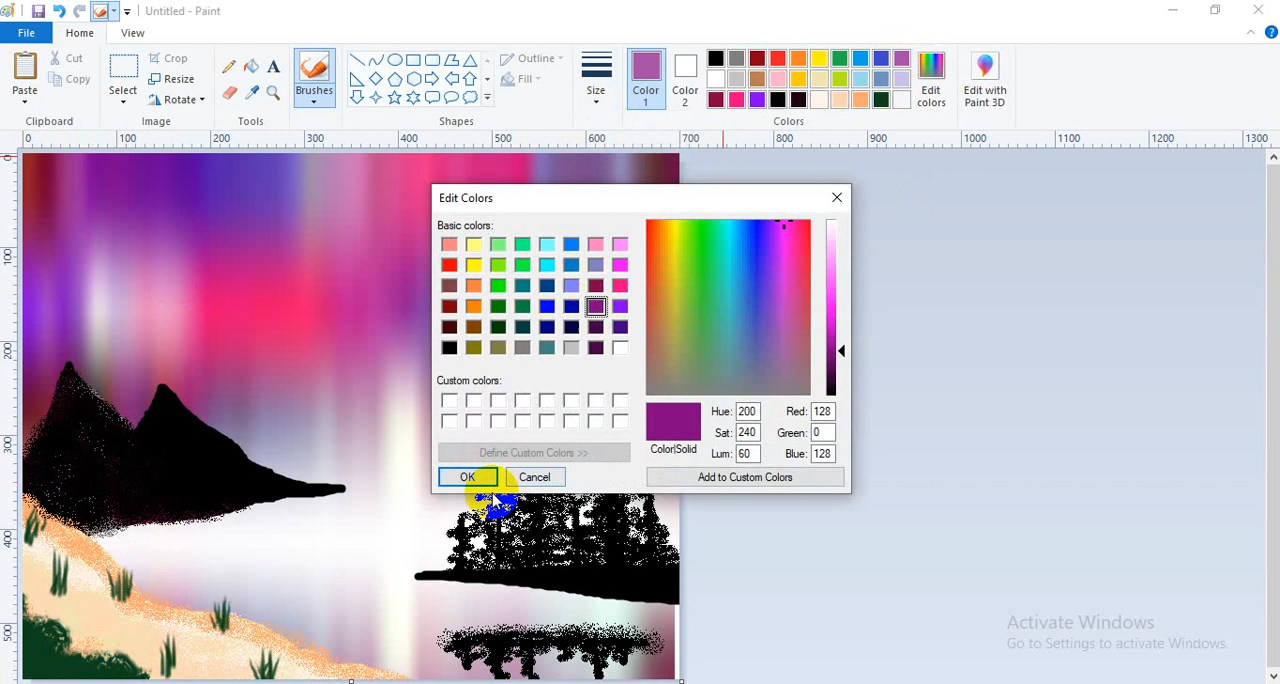 Untitled - Paint
File Home View
Paste
Cut
Copy
Clipboard
Select
Crop
Resize
Rotate
Image
A
Tools
Brushes
Shapes
Outline
Fill
Size
Color 1
Color 2
Edit colors
Colors
Edit with Paint 3D
0 100 200 300 400 500 600 700 800 900 1000 1100 1200 1300
0
100
200
300
400
500
Edit Colors
Basic colors:
Custom colors:
Define Custom Colors >>
OK Cancel
Color|Solid
Hue: 200 Red: 128
Sat: 240 Green: 0
Lum: 60 Blue: 128
Add to Custom Colors
Activate Windows
Go to Settings to activate Windows.